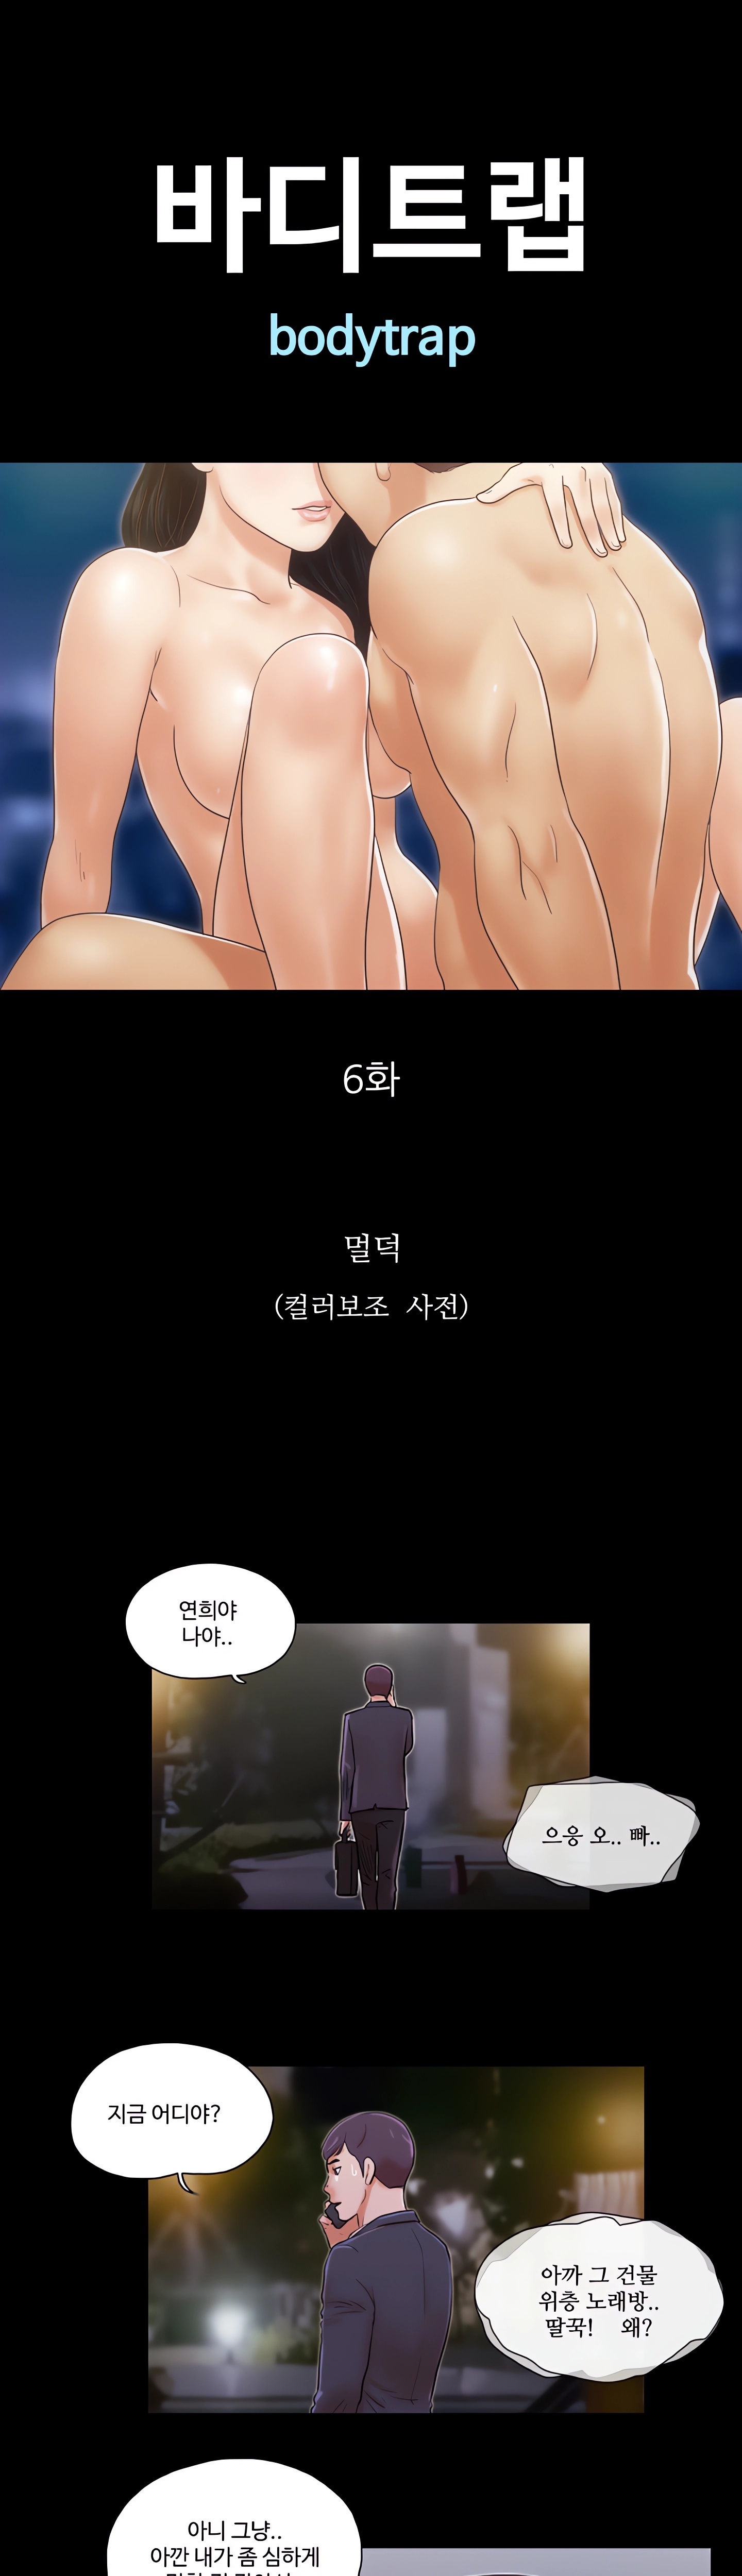 바디트랩
bodytrap
6화
멀덕
(컬러보조 사전)
연희야
나야..
으응 오.. 빠..
지금 어디야?
아까 그 건물
위층 노래방..
딸꾹! 왜?
아니 그냥..
아깐 내가 좀 심하게